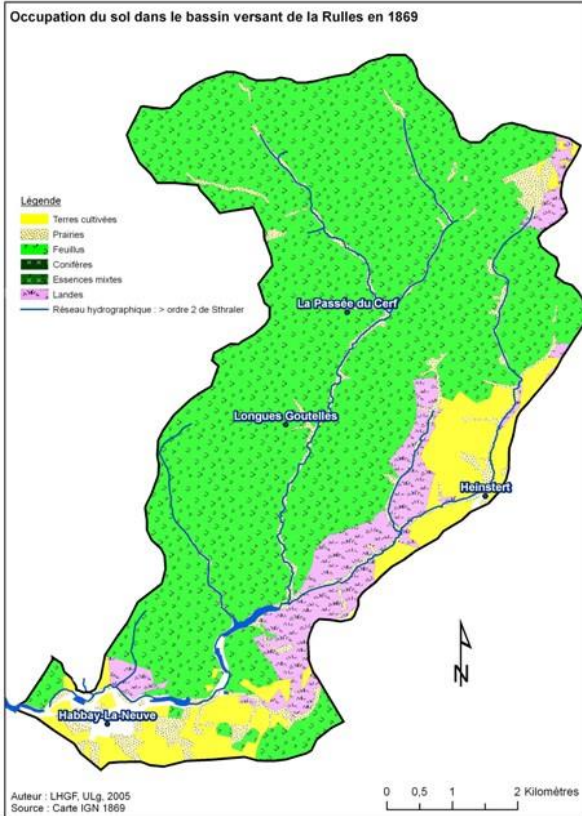 Occupation du sol dans le bassin versant de la Rulles en 1869
Légende
Terres cultivées
Prairies
Feuillus
Conifères
Essences mixtes
Landes
Réseau hydrographique : > ordre 2 de Sthraler
La Passée du Cerf
Longues Goutelles
Heinstert
N
Habbay-La-Neuve
Auteur : LHGF, ULg, 2005
Source : Carte IGN 1869
0 0,5 1 2 Kilomètres